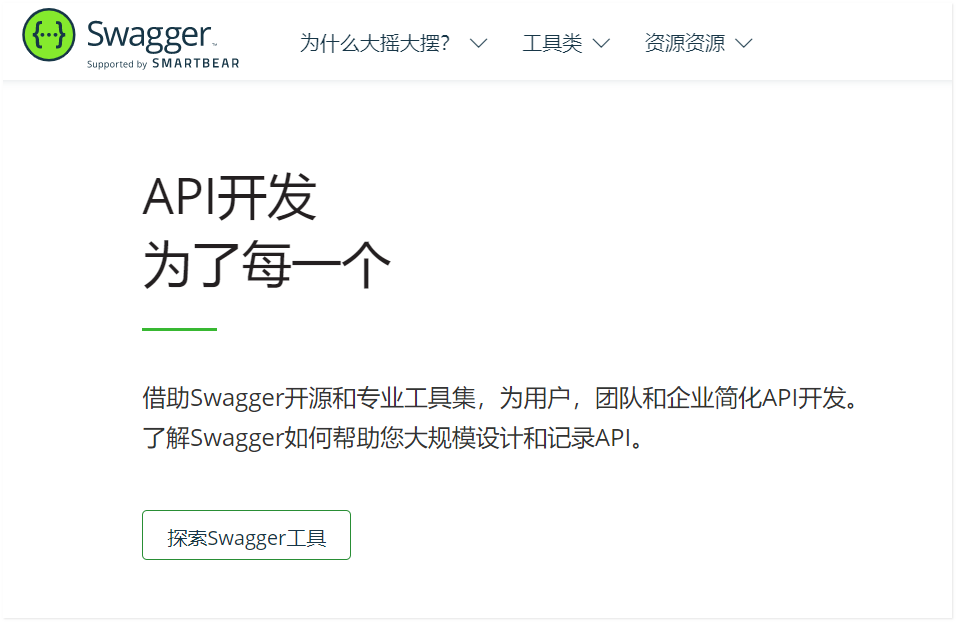 {···} Swagger™
Supported by SMARTBEAR
为什么大摇大摆? 工具类 资源资源
API开发
为了每一个
借助Swagger开源和专业工具集，为用户，团队和企业简化API开发。
了解Swagger如何帮助您大规模设计和记录API。
探索Swagger工具